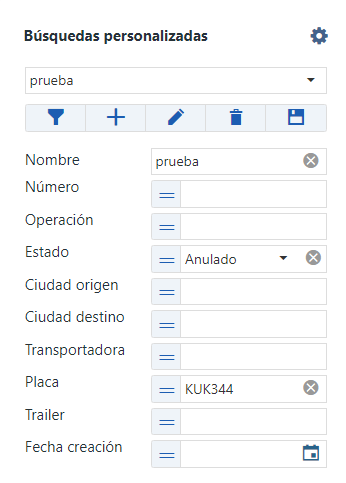 Búsquedas personalizadas
prueba
Nombre prueba
Número =
Operación =
Estado = Anulado
Ciudad origen =
Ciudad destino =
Transportadora =
Placa = KUK344
Trailer =
Fecha creación =